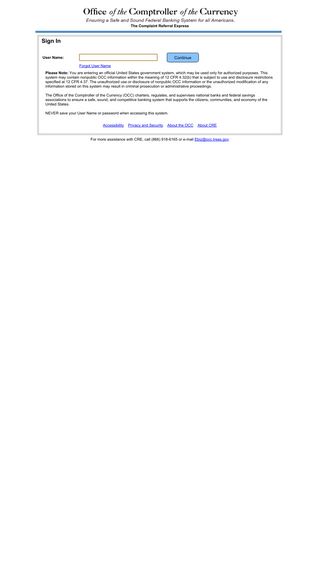 Office of the Comptroller of the Currency
Ensuring a Safe and Sound Federal Banking System for all Americans.
The Complaint Referral Express
Sign In
User Name:
Continue
Forgot User Name
Please Note: You are entering an official United States government system, which may be used only for authorized purposes. This
system may contain nonpublic OCC information within the meaning of 12 CFR 4.32(b) that is subject to use and disclosure restrictions
specified at 12 CFR 4.37. The unauthorized use or disclosure of nonpublic OCC information or the unauthorized modification of any
information stored on this system may result in criminal prosecution or administrative proceedings.
The Office of the Comptroller of the Currency (OCC) charters, regulates, and supervises national banks and federal savings
associations to ensure a safe, sound, and competitive banking system that supports the citizens, communities, and economy of the
United States.
NEVER save your User Name or password when accessing this system.
Accessibility Privacy and Security About the OCC About CRE
For more assistance with CRE, call (866) 918-6165 or e-mail Ebiz@occ.treas.gov.